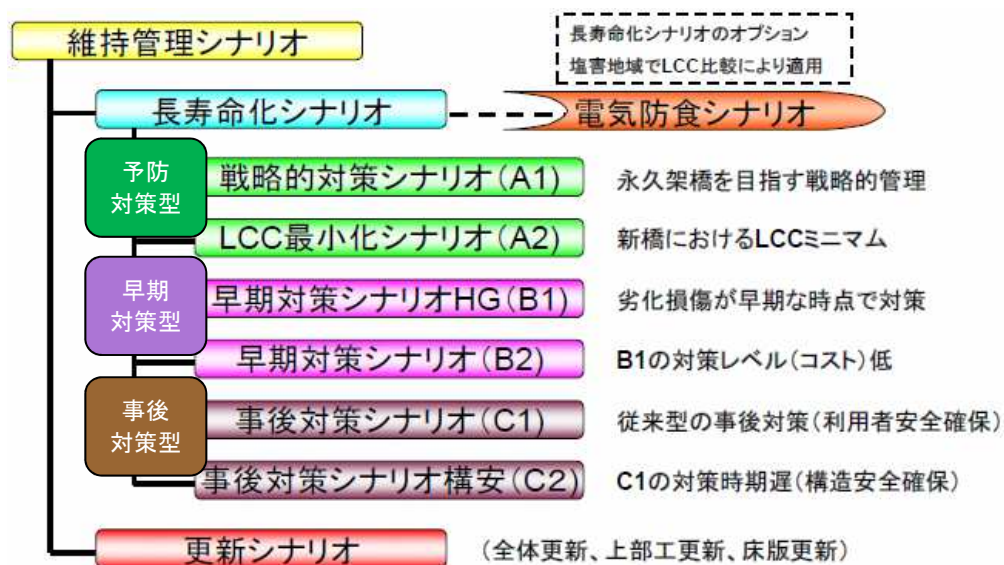 維持管理シナリオ
長寿命化シナリオのオプション
塩害地域でLCC比較により適用
長寿命化シナリオ
電気防食シナリオ
予防
対策型
戦略的対策シナリオ(A1)
永久架橋を目指す戦略的管理
LCC最小化シナリオ(A2)
新橋におけるLCCミニマム
早期
対策型
早期対策シナリオHG(B1)
劣化損傷が早期な時点で対策
早期対策シナリオ(B2)
B1の対策レベル(コスト)低
事後
対策型
事後対策シナリオ(C1)
従来型の事後対策(利用者安全確保)
事後対策シナリオ構安(C2)
C1の対策時期遅(構造安全確保)
更新シナリオ
(全体更新、上部工更新、床版更新)